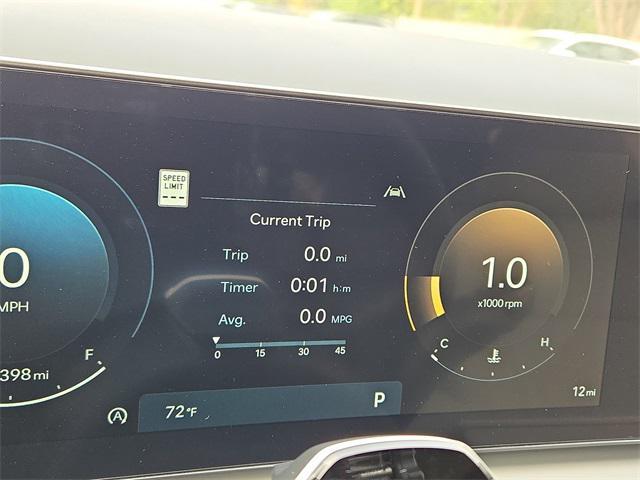 SPEED
LIMIT
---
Current Trip
Trip 0.0 mi
Timer 0:01 h:m
Avg. 0.0 MPG
0 15 30 45
0
MPH
F
398 mi
A
72°F
P
1.0
x1000 rpm
C H
12 mi